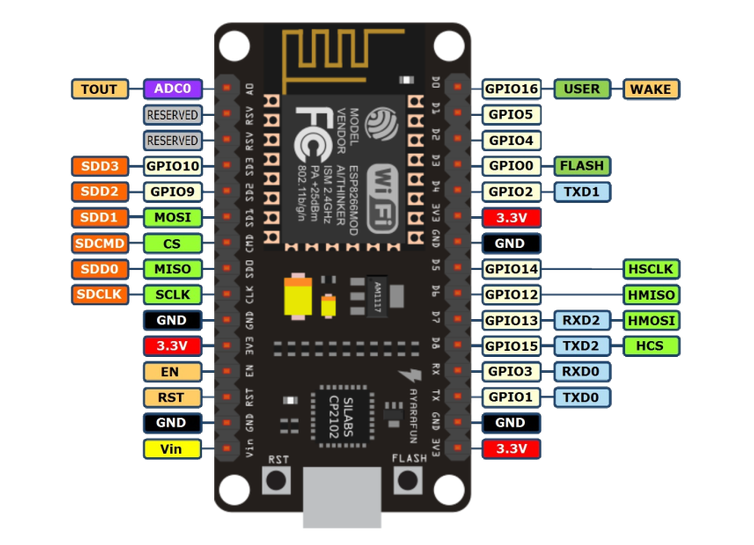 TOUT ADC0 A0 D0 GPIO16 USER WAKE
RESERVED RSV D1 GPIO5
RESERVED RSV D2 GPIO4
SDD3 GPIO10 SD3 D3 GPIO0 FLASH
SDD2 GPIO9 SD2 D4 GPIO2 TXD1
SDD1 MOSI SD1 3V3 3.3V
SDCMD CS CMD GND GND
SDD0 MISO SD0 D5 GPIO14 HSCLK
SDCLK SCLK CLK D6 GPIO12 HMISO
GND GND D7 GPIO13 RXD2 HMOSI
3.3V 3V3 D8 GPIO15 TXD2 HCS
EN EN RX GPIO3 RXD0
RST RST TX GPIO1 TXD0
GND GND GND GND
Vin Vin 3V3 3.3V
FC
MODEL ESP8266MOD
VENDOR AI/THINKER
ISM 2.4GHz
PA +25dBm
802.11b/g/n
Wi Fi
AM1117
SILABS
CP2102
AYARAFUN
RST
FLASH